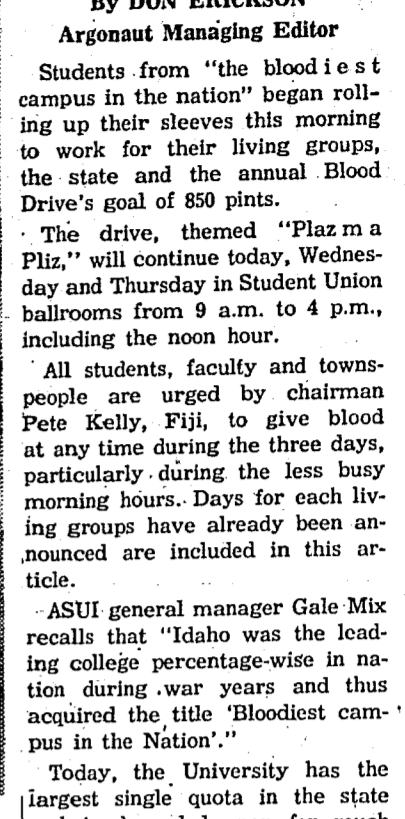 By DON ERICKSON
Argonaut Managing Editor
Students from "the bloodiest
campus in the nation" began roll-
ing up their sleeves this morning
to work for their living groups,
the state and the annual Blood
Drive's goal of 850 pints.
The drive, themed "Plazma
Pliz," will continue today, Wednes-
day and Thursday in Student Union
ballrooms from 9 a.m. to 4 p.m.,
including the noon hour.
All students, faculty and towns-
people are urged by chairman
Pete Kelly, Fiji, to give blood
at any time during the three days,
particularly during the less busy
morning hours. Days for each liv-
ing groups have already been an-
nounced are included in this ar-
ticle.
ASUI general manager Gale Mix
recalls that "Idaho was the lead-
ing college percentage-wise in na-
tion during war years and thus
acquired the title 'Bloodiest cam-
pus in the Nation'."
Today, the University has the
largest single quota in the state